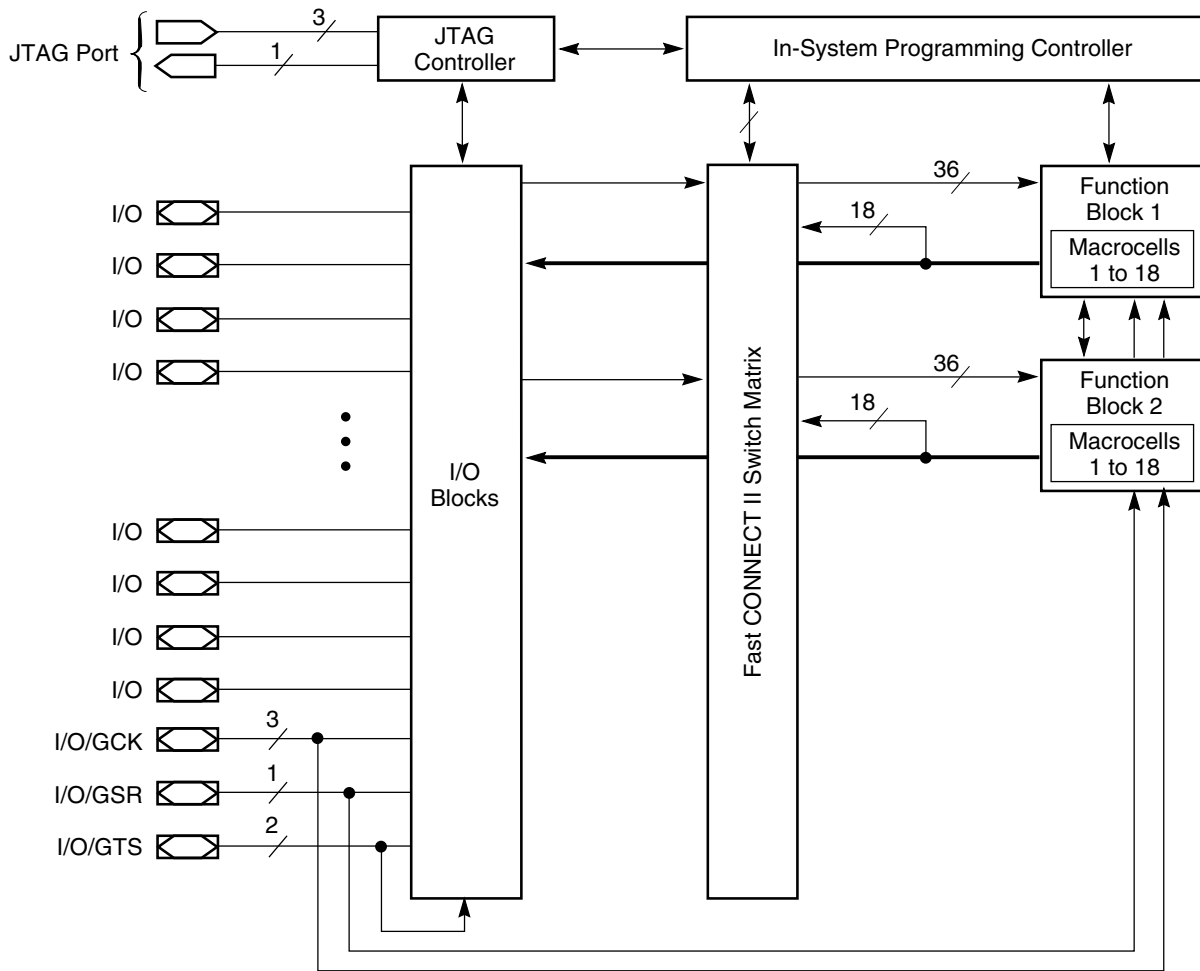 3
JTAG Port
1
JTAG
Controller
In-System Programming Controller
I/O
I/O
I/O
I/O
I/O
I/O
I/O
I/O
I/O/GCK
3
I/O/GSR
1
I/O/GTS
2
I/O
Blocks
Fast CONNECT II Switch Matrix
36
18
Function
Block 1
Macrocells
1 to 18
36
18
Function
Block 2
Macrocells
1 to 18